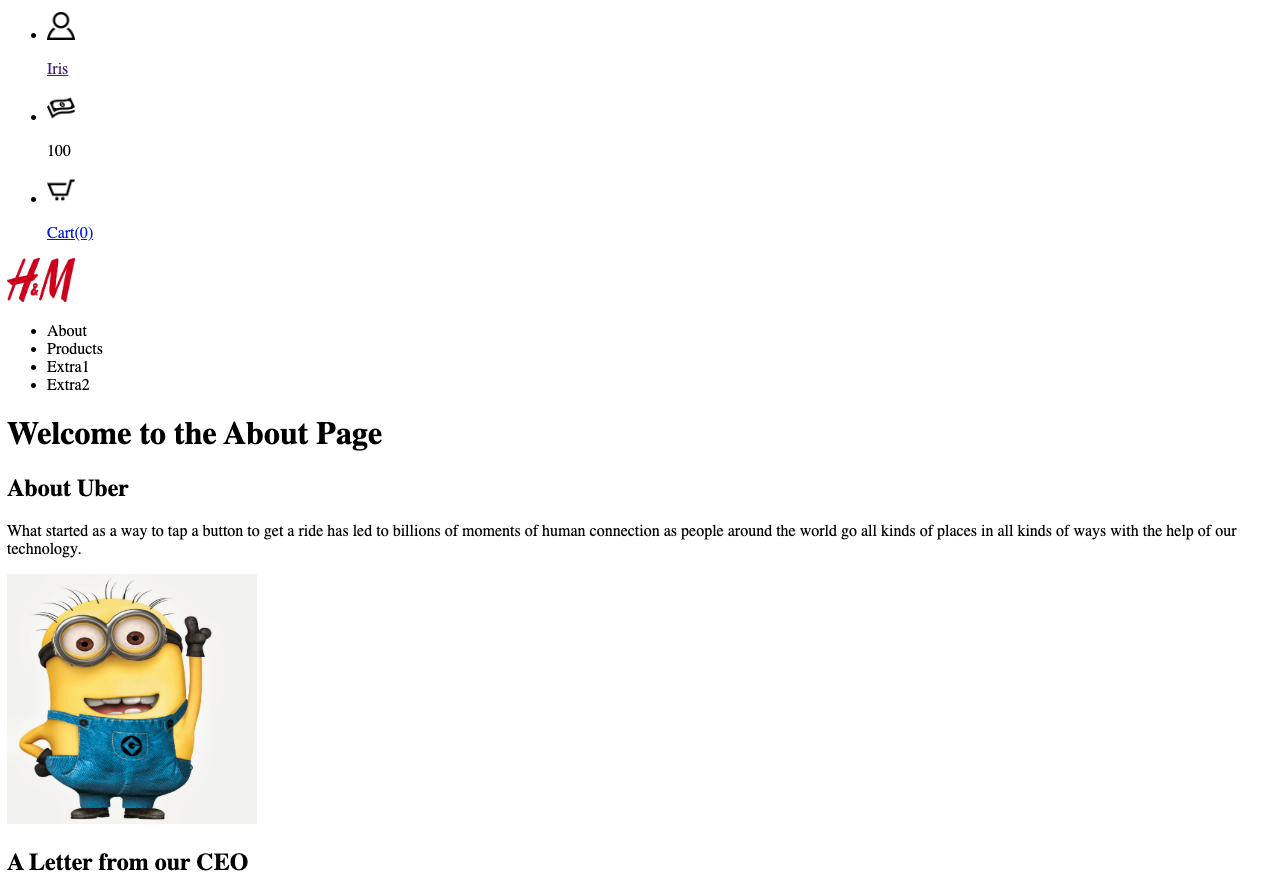 Iris
100
Cart(0)
H&M
About
Products
Extra1
Extra2
Welcome to the About Page
About Uber
What started as a way to tap a button to get a ride has led to billions of moments of human connection as people around the world go all kinds of places in all kinds of ways with the help of our
technology.
A Letter from our CEO